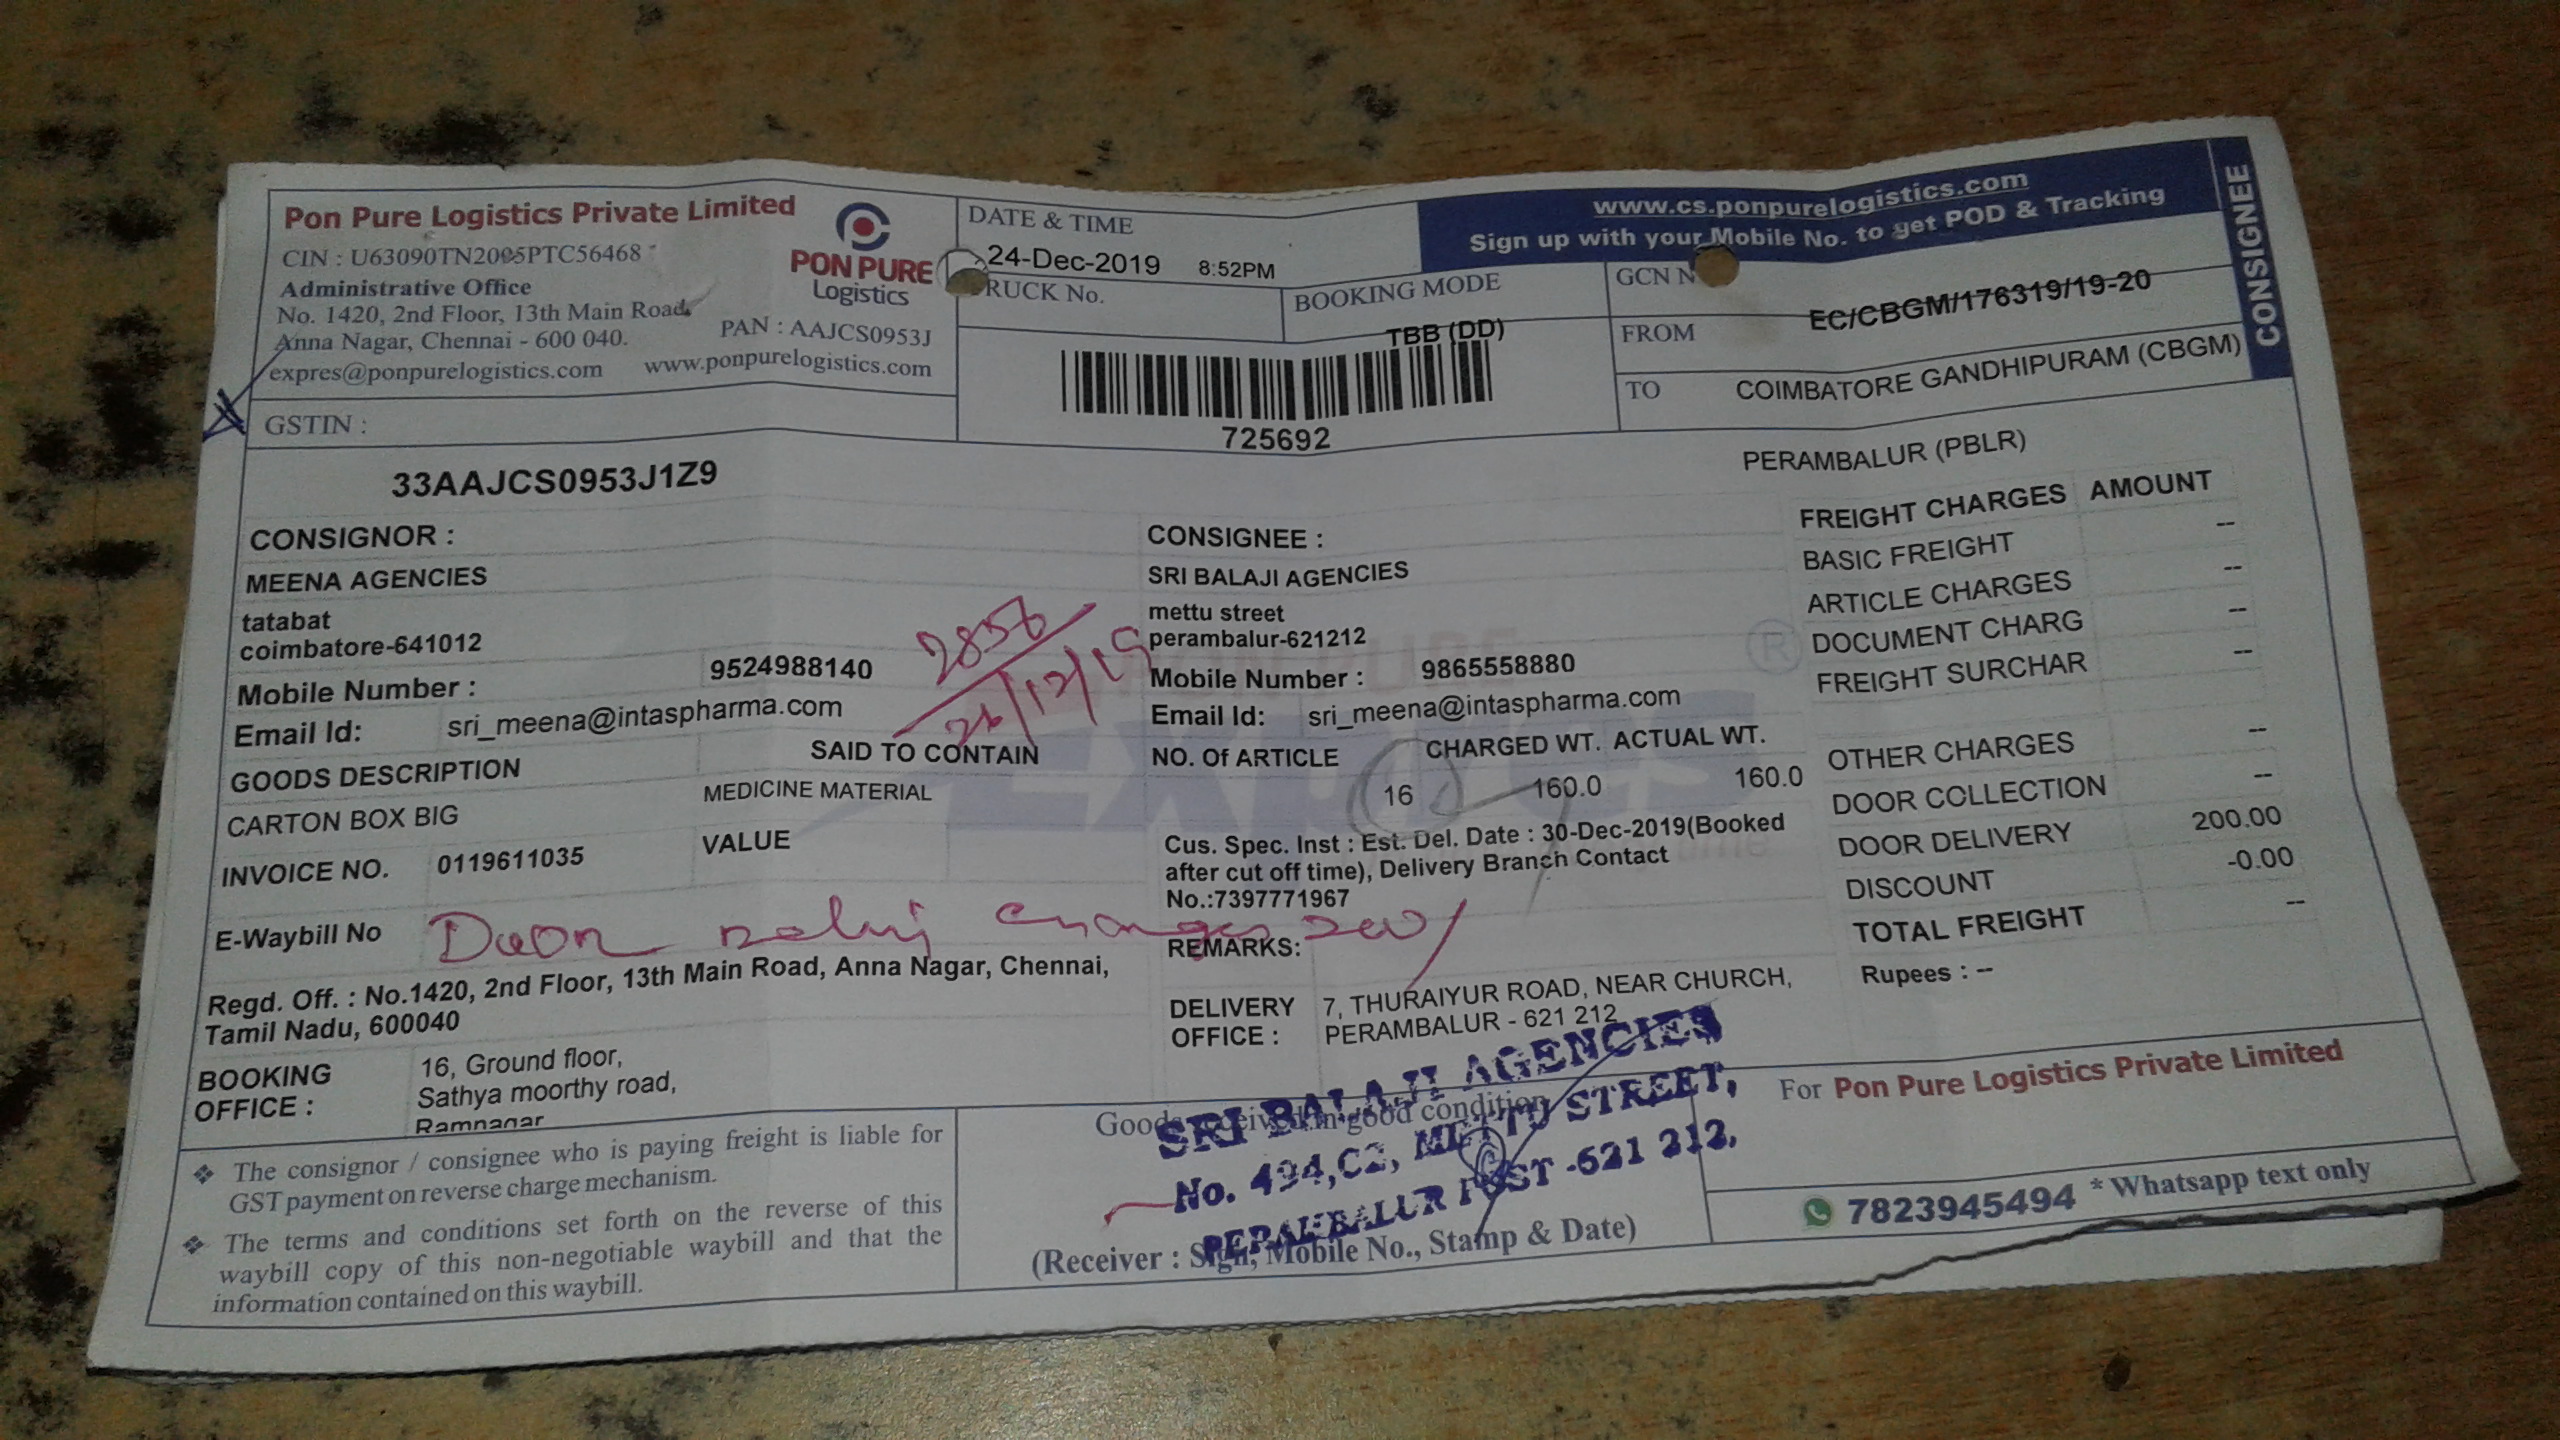 Pon Pure Logistics Private Limited
CIN : U63090TN2005PTC56468
Administrative Office
No. 1420, 2nd Floor, 13th Main Road,
Anna Nagar, Chennai - 600 040.
PAN : AAJCS0953J
expres@ponpurelogistics.com www.ponpurelogistics.com
PON PURE
Logistics
GSTIN :
33AAJCS0953J1Z9
DATE & TIME
24-Dec-2019 8:52PM
RUCK No.
BOOKING MODE
TBB (DD)
725692
www.cs.ponpurelogistics.com
Sign up with your Mobile No. to get POD & Tracking
CONSIGNEE
GCN N
EC/CBGM/176319/19-20
FROM
COIMBATORE GANDHIPURAM (CBGM)
TO
PERAMBALUR (PBLR)
CONSIGNOR :
MEENA AGENCIES
tatabat
coimbatore-641012
Mobile Number : 9524988140
Email Id: sri_meena@intaspharma.com
2856
26/12/19
CONSIGNEE :
SRI BALAJI AGENCIES
mettu street
perambalur-621212
Mobile Number : 9865558880
Email Id: sri_meena@intaspharma.com
GOODS DESCRIPTION SAID TO CONTAIN
CARTON BOX BIG MEDICINE MATERIAL
INVOICE NO. 0119611035 VALUE
E-Waybill No
NO. Of ARTICLE CHARGED WT. ACTUAL WT.
16 160.0 160.0
Cus. Spec. Inst : Est. Del. Date : 30-Dec-2019(Booked
after cut off time), Delivery Branch Contact
No.:7397771967
REMARKS:
FREIGHT CHARGES AMOUNT
BASIC FREIGHT --
ARTICLE CHARGES --
DOCUMENT CHARG --
FREIGHT SURCHAR --
OTHER CHARGES --
DOOR COLLECTION --
DOOR DELIVERY 200.00
DISCOUNT -0.00
TOTAL FREIGHT --
Rupees : --
Regd. Off. : No.1420, 2nd Floor, 13th Main Road, Anna Nagar, Chennai,
Tamil Nadu, 600040
BOOKING
OFFICE :
16, Ground floor,
Sathya moorthy road,
Ramnagar
DELIVERY
OFFICE :
7, THURAIYUR ROAD, NEAR CHURCH,
PERAMBALUR - 621 212
❖ The consignor / consignee who is paying freight is liable for
GST payment on reverse charge mechanism.
❖ The terms and conditions set forth on the reverse of this
waybill copy of this non-negotiable waybill and that the
information contained on this waybill.
Goods received in good condition
SRI BALAJI AGENCIES
No. 494,C2, METTU STREET,
PERAMBALUR POST -621 212.
(Receiver : Sign, Mobile No., Stamp & Date)
For Pon Pure Logistics Private Limited
7823945494 * Whatsapp text only